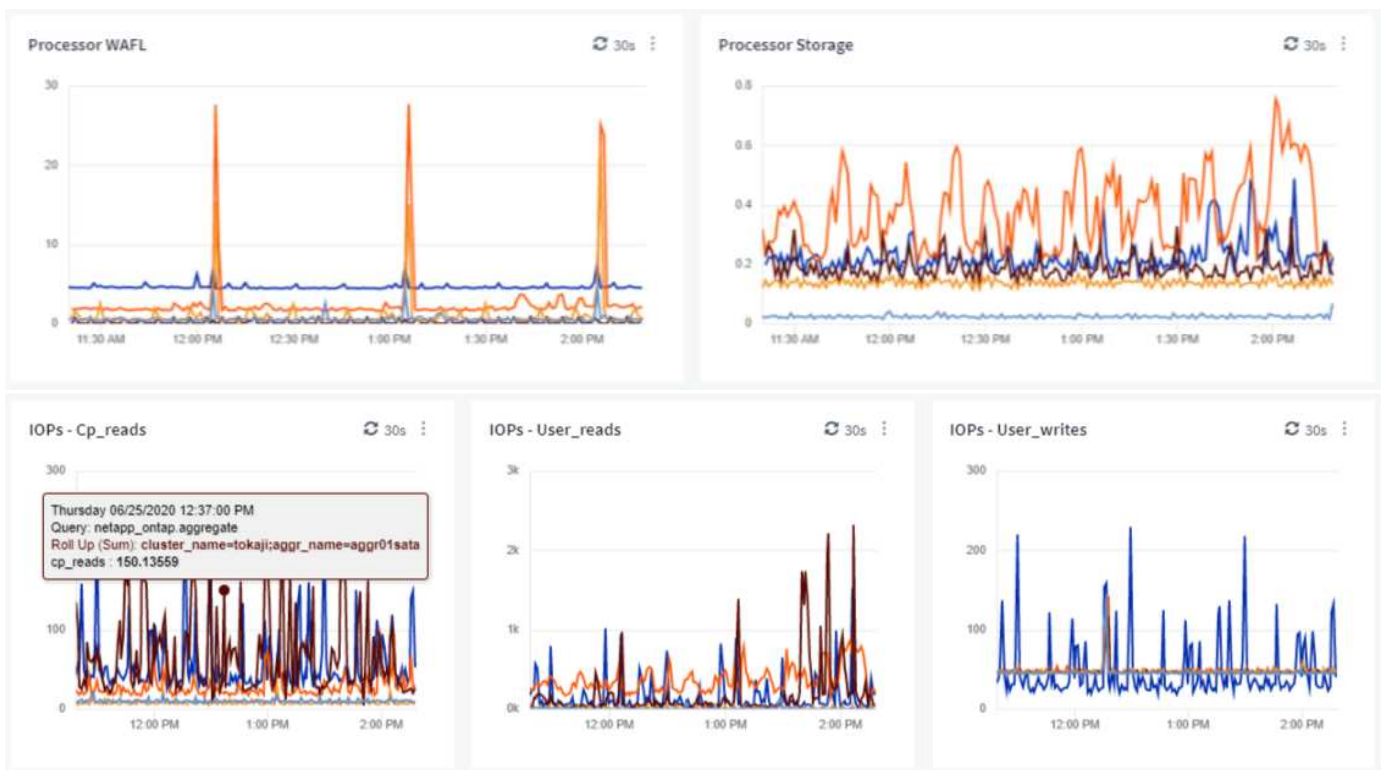 Processor WAFL
30s
30
20
10
0
11:30 AM 12:00 PM 12:30 PM 1:00 PM 1:30 PM 2:00 PM
Processor Storage
30s
0.8
0.6
0.4
0.2
0
11:30 AM 12:00 PM 12:30 PM 1:00 PM 1:30 PM 2:00 PM
IOPs - Cp_reads
30s
300
Thursday 06/25/2020 12:37:00 PM
Query: netapp_ontap.aggregate
Roll Up (Sum): cluster_name=tokaji;aggr_name=aggr01sata
cp_reads : 150.13559
100
0
12:00 PM 1:00 PM 2:00 PM
IOPs - User_reads
30s
3k
2k
1k
0k
12:00 PM 1:00 PM 2:00 PM
IOPs - User_writes
30s
300
200
100
0
12:00 PM 1:00 PM 2:00 PM